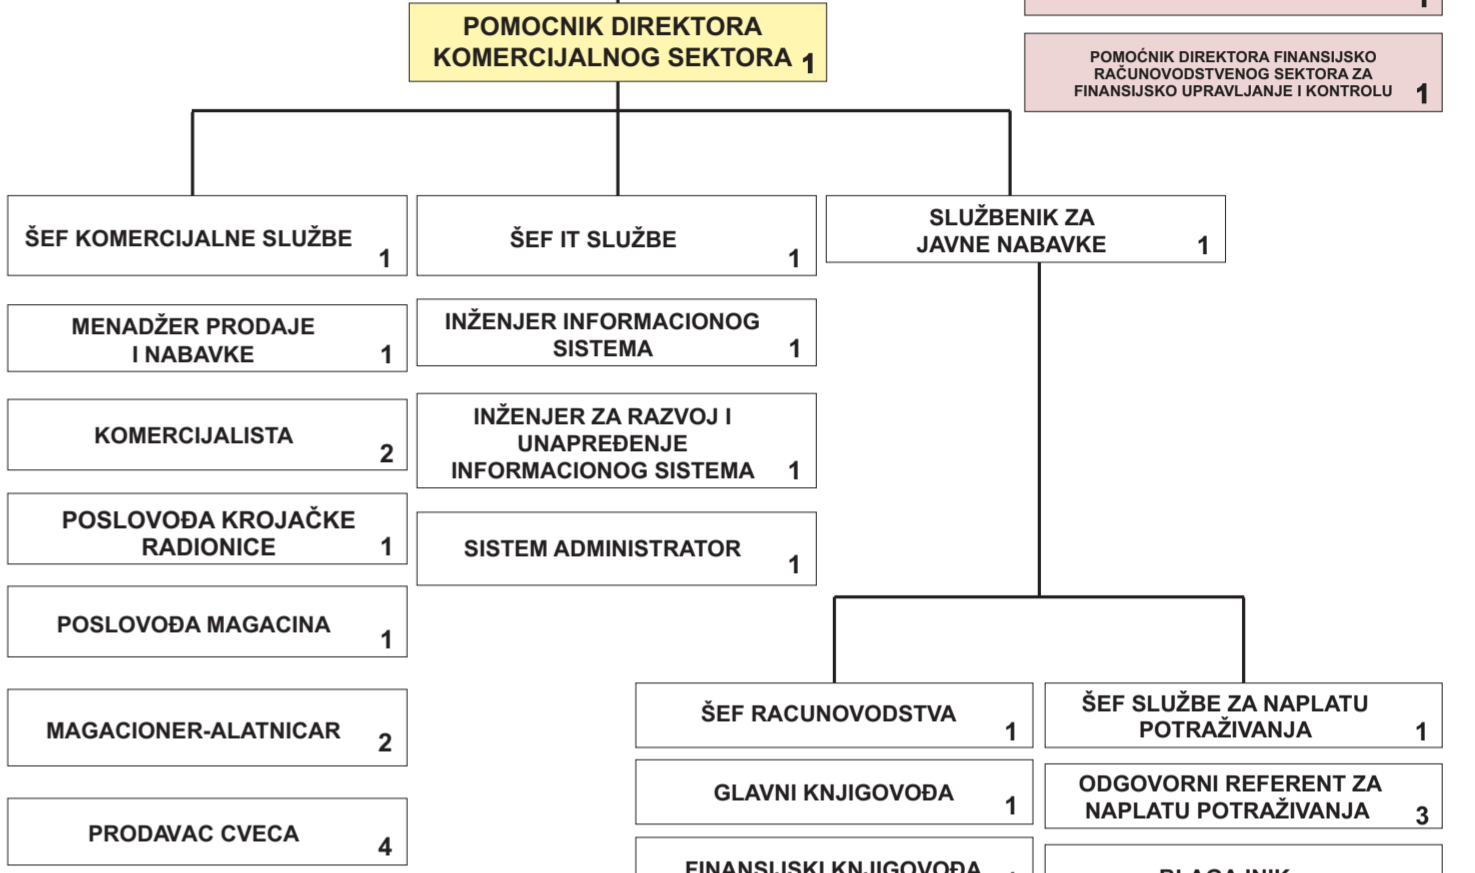 POMOCNIK DIREKTORA
KOMERCIJALNOG SEKTORA 1
1
POMOĆNIK DIREKTORA FINANSIJSKO
RAČUNOVODSTVENOG SEKTORA ZA
FINANSIJSKO UPRAVLJANJE I KONTROLU 1
ŠEF KOMERCIJALNE SLUŽBE
1
ŠEF IT SLUŽBE
1
SLUŽBENIK ZA
JAVNE NABAVKE 1
MENADŽER PRODAJE
I NABAVKE 1
KOMERCIJALISTA
2
POSLOVOĐA KROJAČKE
RADIONICE 1
POSLOVOĐA MAGACINA
1
MAGACIONER-ALATNICAR
2
PRODAVAC CVECA
4
INŽENJER INFORMACIONOG
SISTEMA 1
INŽENJER ZA RAZVOJ I
UNAPREĐENJE
INFORMACIONOG SISTEMA 1
SISTEM ADMINISTRATOR
1
ŠEF RACUNOVODSTVA
1
GLAVNI KNJIGOVOĐA
1
FINANSIJSKI KNJIGOVOĐA
ŠEF SLUŽBE ZA NAPLATU
POTRAŽIVANJA 1
ODGOVORNI REFERENT ZA
NAPLATU POTRAŽIVANJA 3
BLAGAJNIK